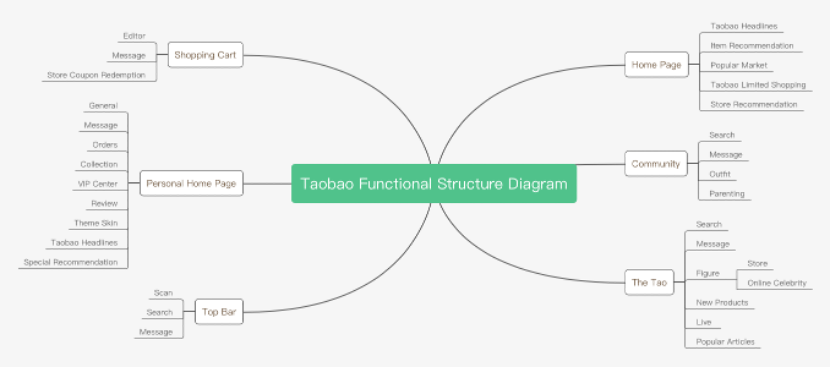 Taobao Functional Structure Diagram
Shopping Cart
Editor
Message
Store Coupon Redemption
Personal Home Page
General
Message
Orders
Collection
VIP Center
Review
Theme Skin
Taobao Headlines
Special Recommendation
Top Bar
Scan
Search
Message
Home Page
Taobao Headlines
Item Recommendation
Popular Market
Taobao Limited Shopping
Store Recommendation
Community
Search
Message
Outfit
Parenting
The Tao
Search
Message
Figure
Store
Online Celebrity
New Products
Live
Popular Articles